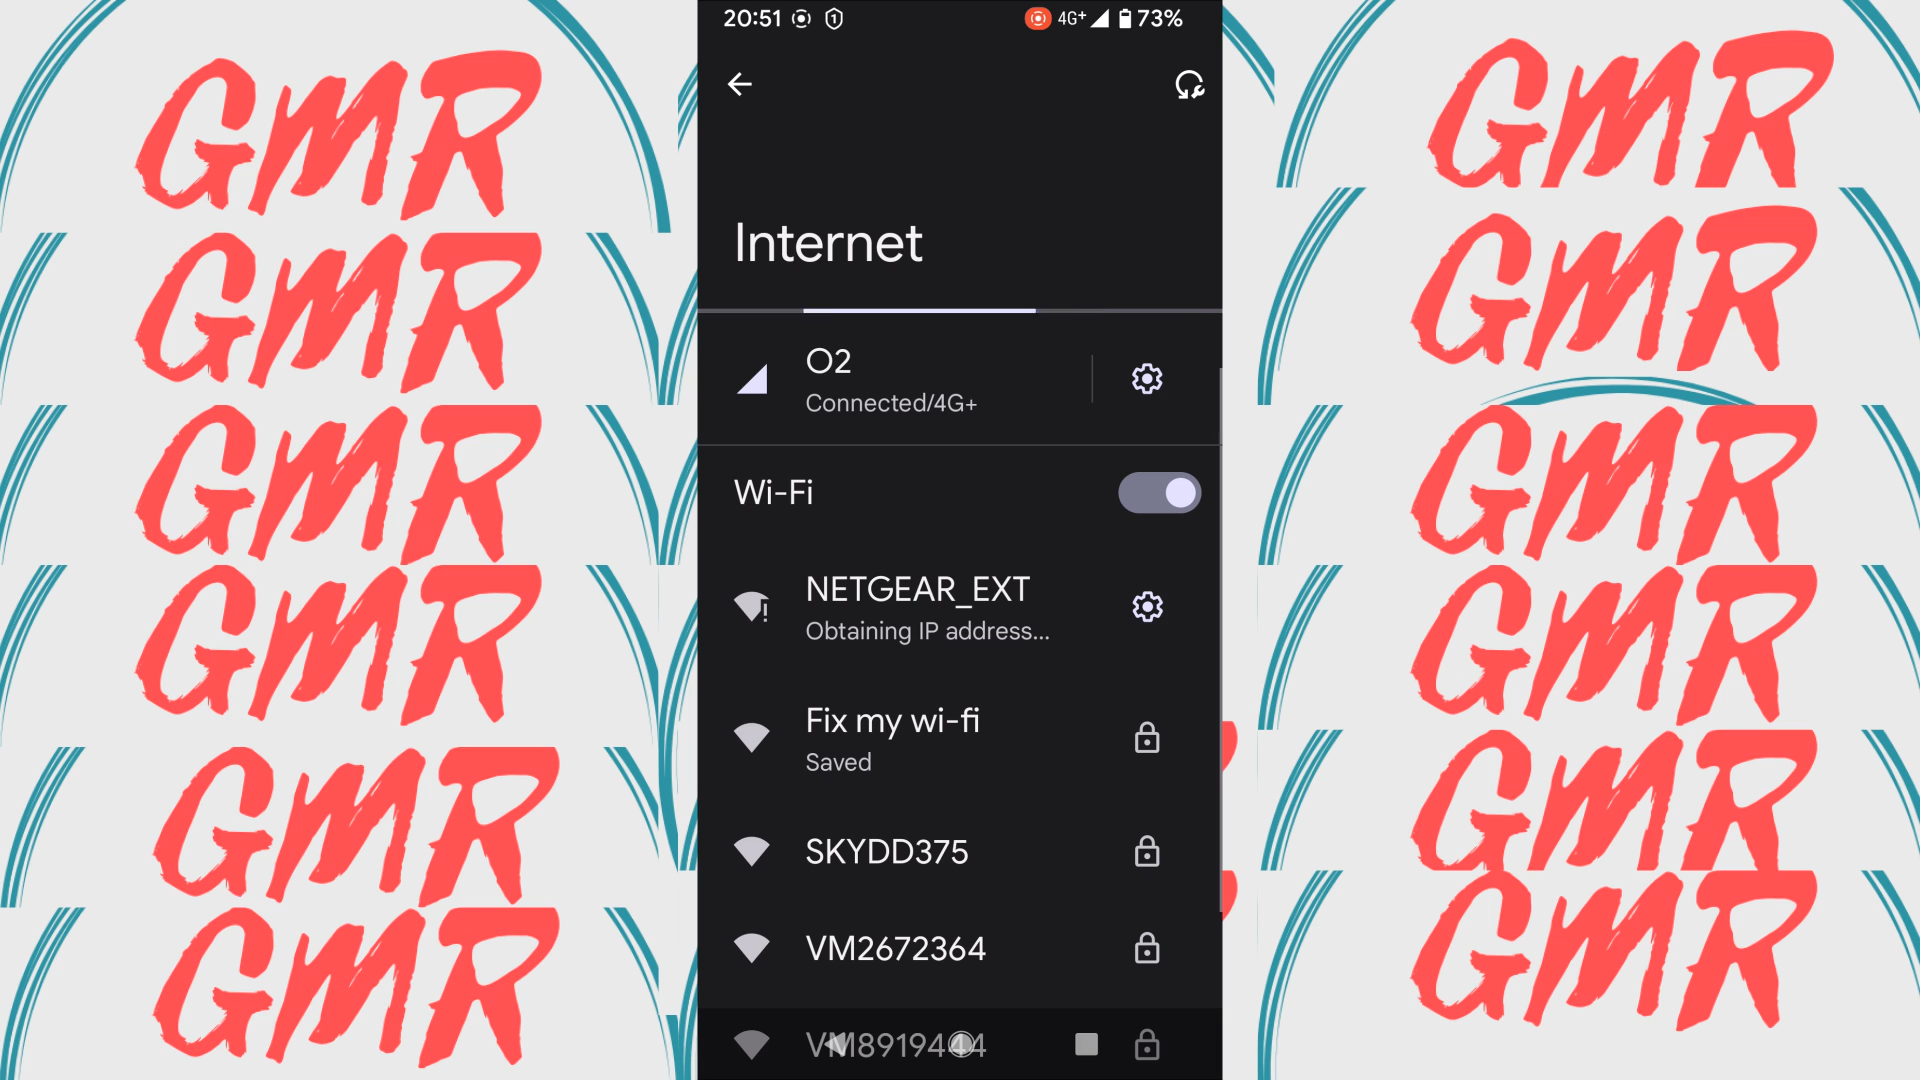 GMR
GMR
GMR
GMR
GMR
GMR
20:51
4G+
73%
Internet
O2
Connected/4G+
Wi-Fi
NETGEAR_EXT
Obtaining IP address...
Fix my wi-fi
Saved
SKYDD375
VM2672364
VM8919444
GMR
GMR
GMR
GMR
GMR
GMR